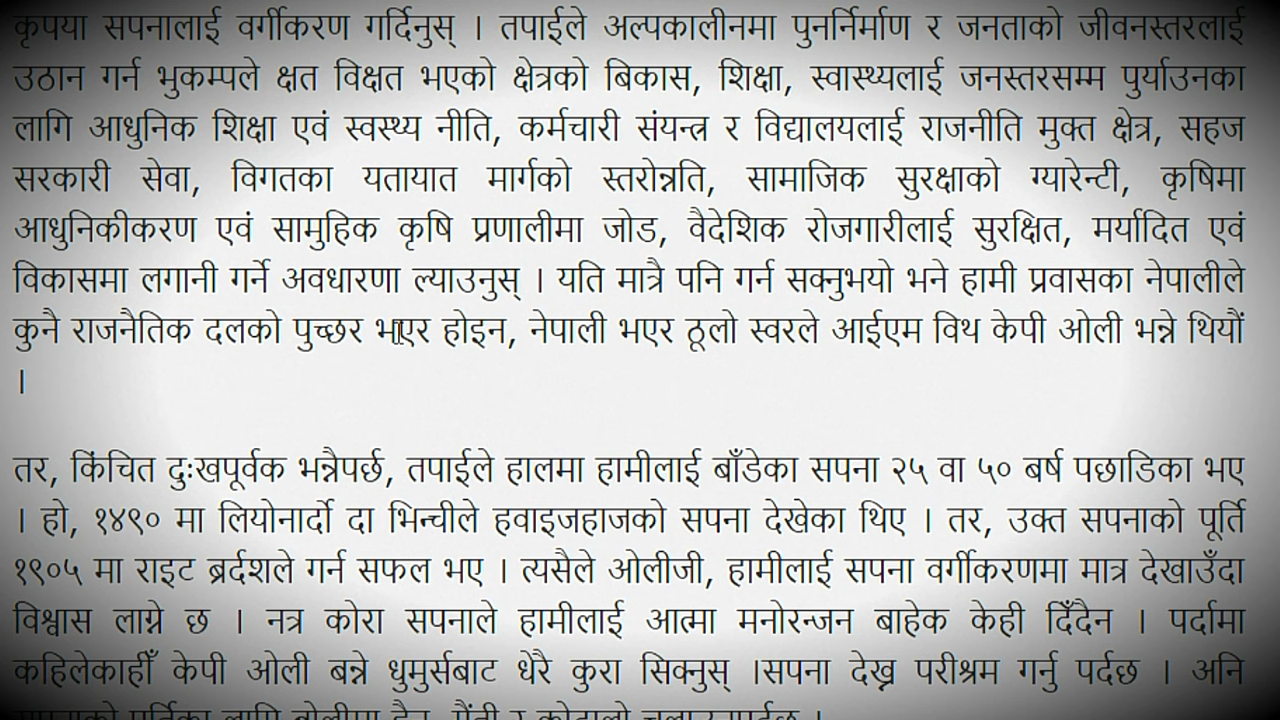 कृपया सपनालाई वर्गीकरण गर्दिनुस् । तपाईले अल्पकालीनमा पुनर्निर्माण र जनताको जीवनस्तरलाई
उठान गर्न भुकम्पले क्षत विक्षत भएको क्षेत्रको बिकास, शिक्षा, स्वास्थ्यलाई जनस्तरसम्म पुर्याउनका
लागि आधुनिक शिक्षा एवं स्वस्थ्य नीति, कर्मचारी संयन्त्र र विद्यालयलाई राजनीति मुक्त क्षेत्र, सहज
सरकारी सेवा, विगतका यतायात मार्गको स्तरोन्नति, सामाजिक सुरक्षाको ग्यारेन्टी, कृषिमा
आधुनिकीकरण एवं सामुहिक कृषि प्रणालीमा जोड, वैदेशिक रोजगारीलाई सुरक्षित, मर्यादित एवं
विकासमा लगानी गर्ने अवधारणा ल्याउनुस् । यति मात्रै पनि गर्न सक्नुभयो भने हामी प्रवासका नेपालीले
कुनै राजनैतिक दलको पुच्छर भएर होइन, नेपाली भएर ठूलो स्वरले आईएम विथ केपी ओली भन्ने थियौं
।
तर, किंचित दुःखपूर्वक भन्नैपर्छ, तपाईले हालमा हामीलाई बाँडेका सपना २५ वा ५० बर्ष पछाडिका भए
। हो, १४९० मा लियोनार्दो दा भिन्चीले हवाइजहाजको सपना देखेका थिए । तर, उक्त सपनाको पूर्ति
१९०५ मा राइट ब्रर्दशले गर्न सफल भए । त्यसैले ओलीजी, हामीलाई सपना वर्गीकरणमा मात्र देखाउँदा
विश्वास लाग्ने छ । नत्र कोरा सपनाले हामीलाई आत्मा मनोरन्जन बाहेक केही दिँदैन । पर्दामा
कहिलेकाहीँ केपी ओली बन्ने धुमुर्सबाट धेरै कुरा सिक्नुस् ।सपना देख्न परीश्रम गर्नु पर्दछ । अनि